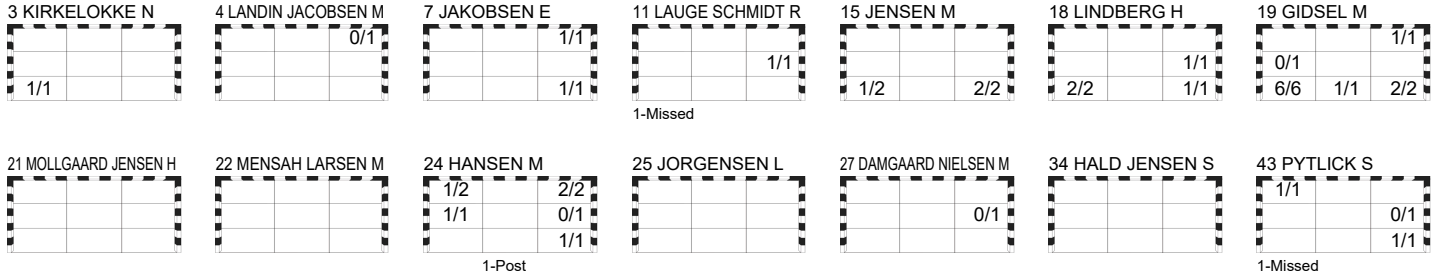 3 KIRKELOKKE N 4 LANDIN JACOBSEN M 7 JAKOBSEN E 11 LAUGE SCHMIDT R 15 JENSEN M 18 LINDBERG H 19 GIDSEL M
0/1 1/1 1/1
1/1 1/1 0/1
1/1 1/1 1/2 2/2 2/2 1/1 6/6 1/1 2/2
1-Missed
21 MOLLGAARD JENSEN H 22 MENSAH LARSEN M 24 HANSEN M 25 JORGENSEN L 27 DAMGAARD NIELSEN M 34 HALD JENSEN S 43 PYTLICK S
1/2 2/2 1/1
1/1 0/1 0/1 0/1
1/1 1/1
1-Post 1-Missed